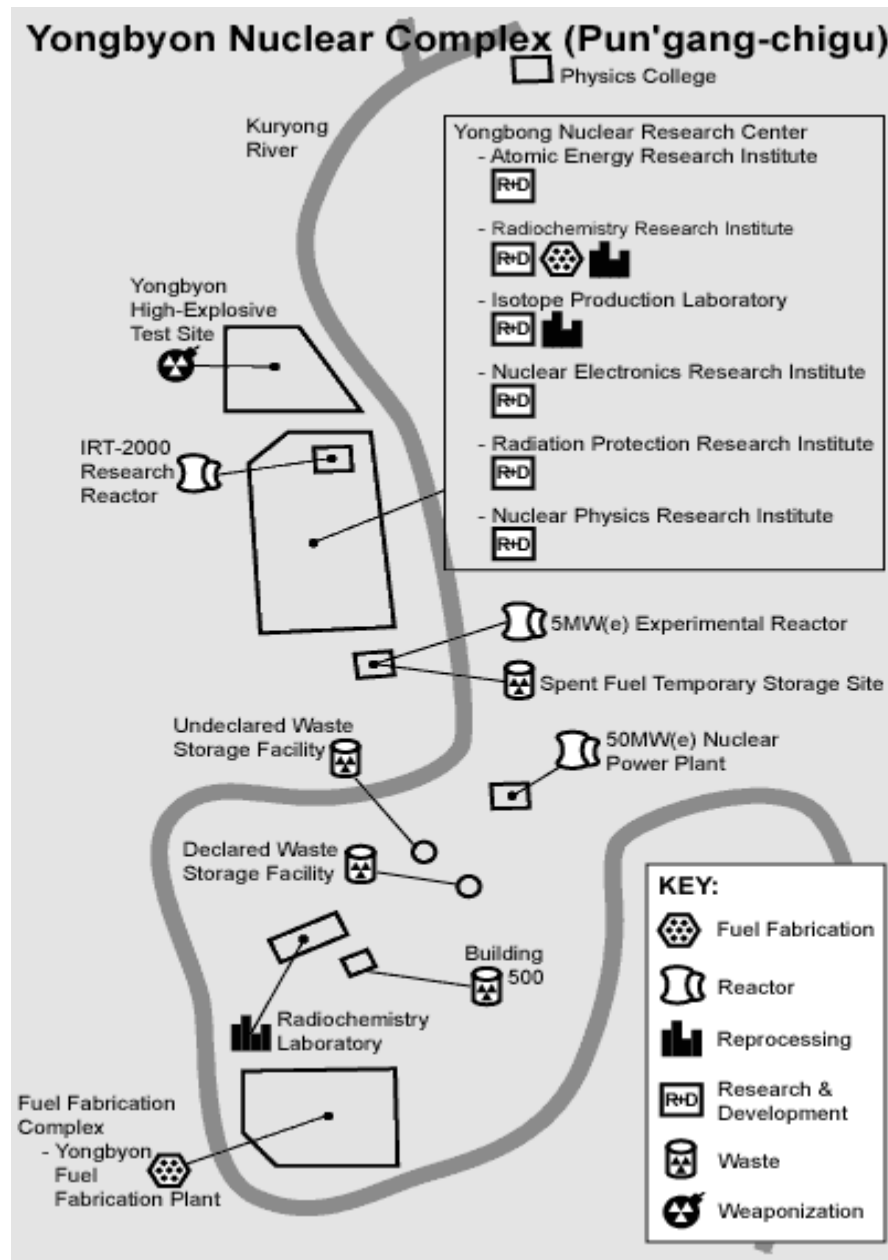 Yongbyon Nuclear Complex (Pun'gang-chigu)
Physics College
Kuryong
River
Yongbong Nuclear Research Center
- Atomic Energy Research Institute
R+D
- Radiochemistry Research Institute
R+D
- Isotope Production Laboratory
R+D
- Nuclear Electronics Research Institute
R+D
- Radiation Protection Research Institute
R+D
- Nuclear Physics Research Institute
R+D
Yongbyon
High-Explosive
Test Site
IRT-2000
Research
Reactor
5MW(e) Experimental Reactor
Spent Fuel Temporary Storage Site
Undeclared Waste
Storage Facility
50MW(e) Nuclear
Power Plant
Declared Waste
Storage Facility
Building
500
Radiochemistry
Laboratory
Fuel Fabrication
Complex
- Yongbyon
Fuel
Fabrication Plant
KEY:
Fuel Fabrication
Reactor
Reprocessing
R+D
Research &
Development
Waste
Weaponization